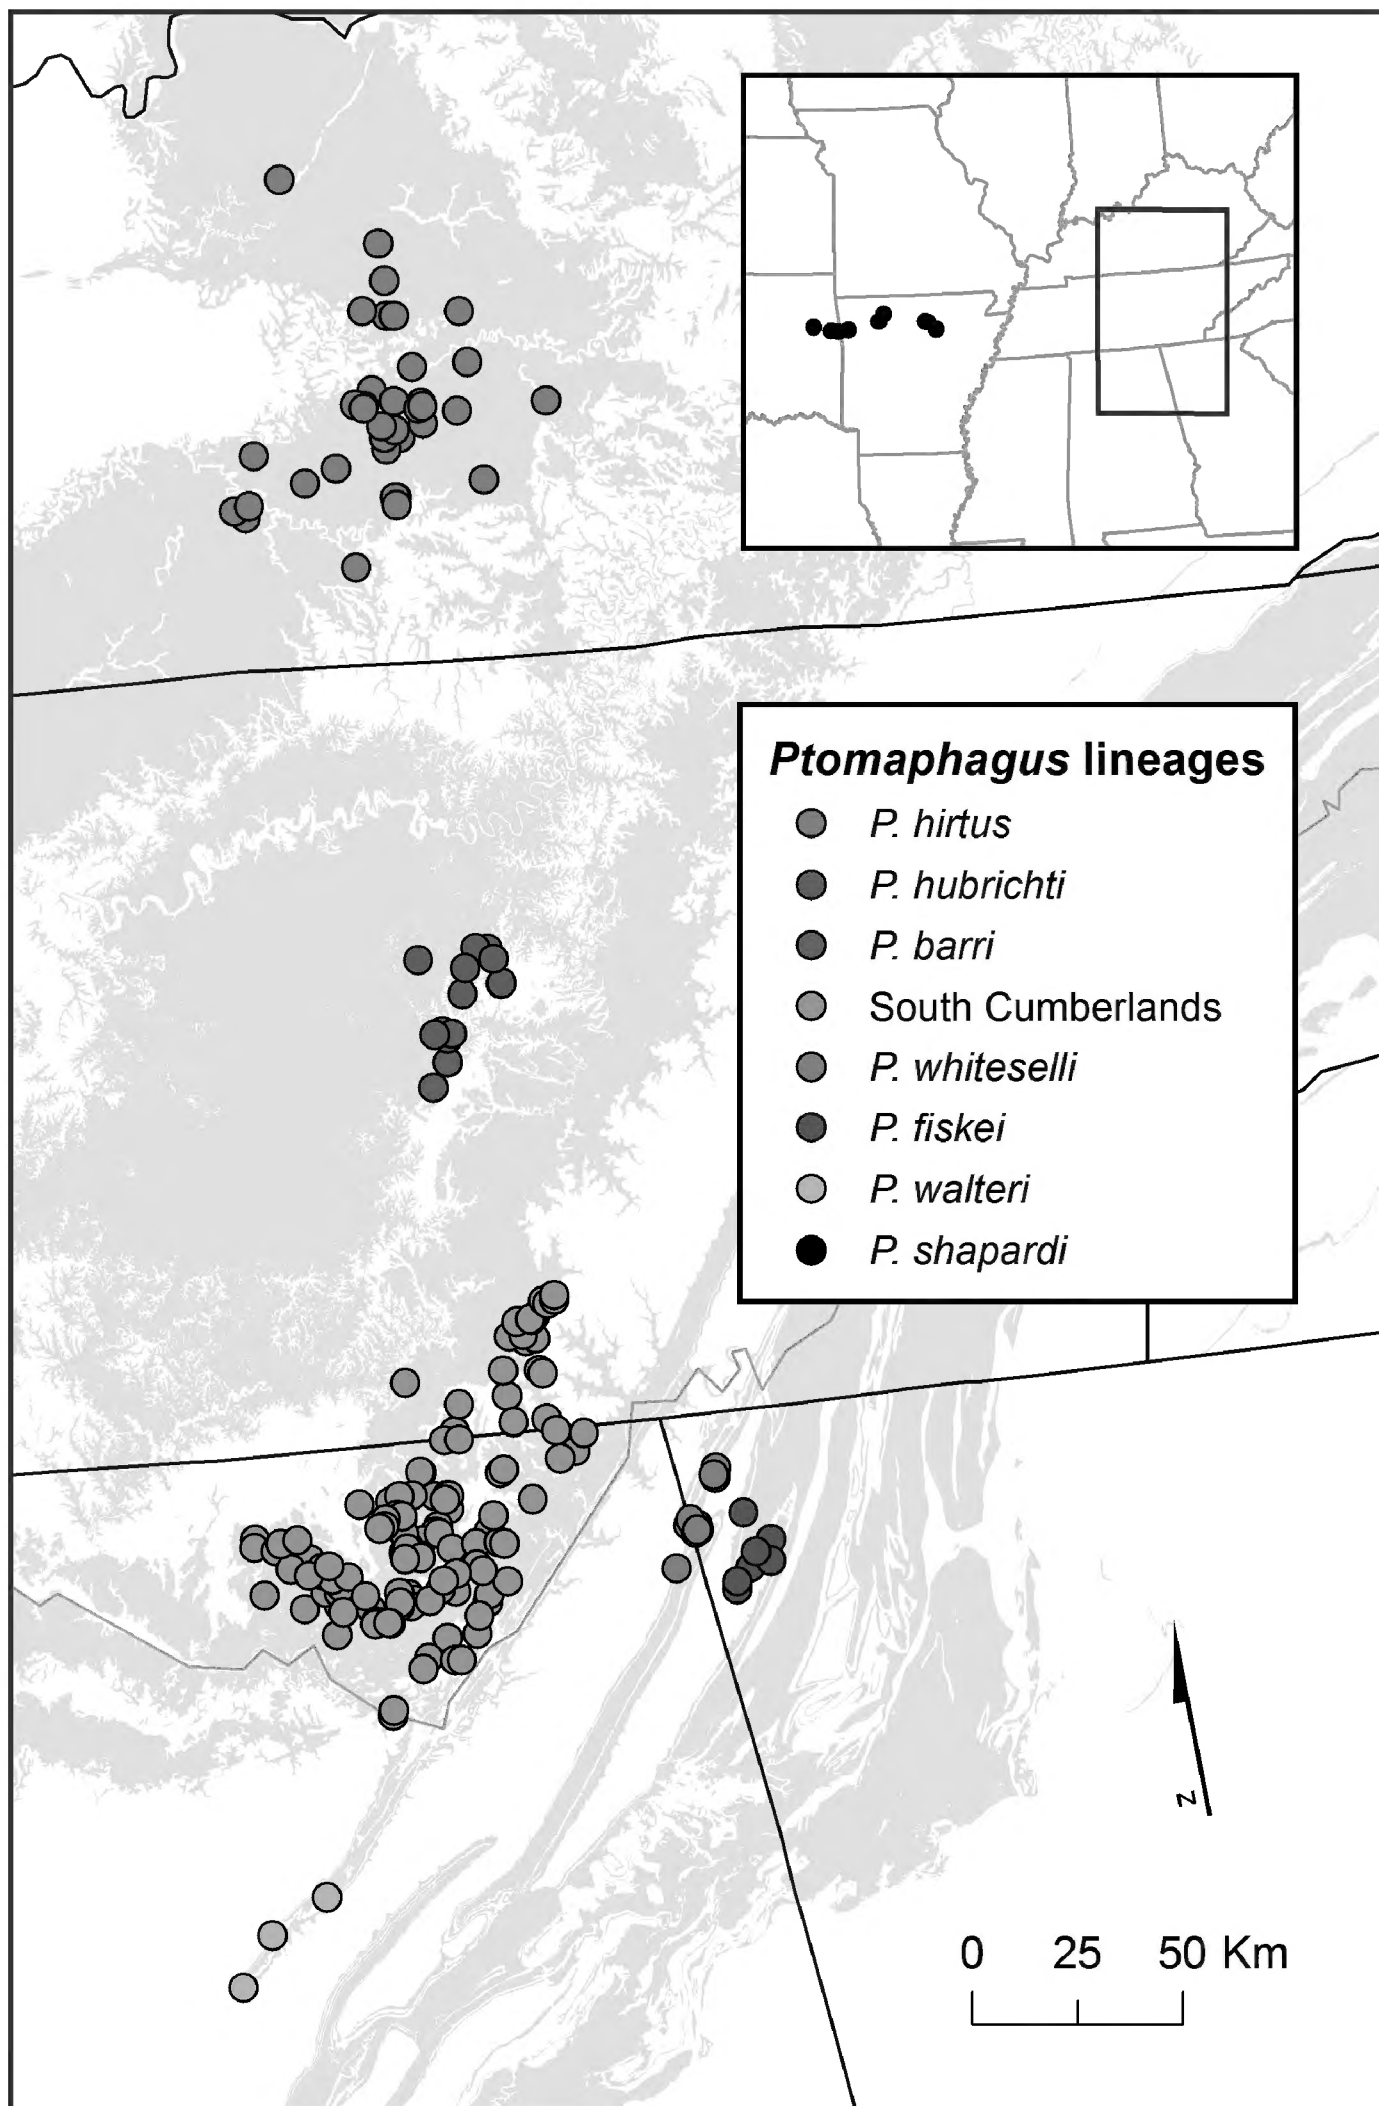 Ptomaphagus lineages
P. hirtus
P. hubrichti
P. barri
South Cumberlands
P. whiteselli
P. fiskei
P. walteri
P. shapardi
N
0 25 50 Km